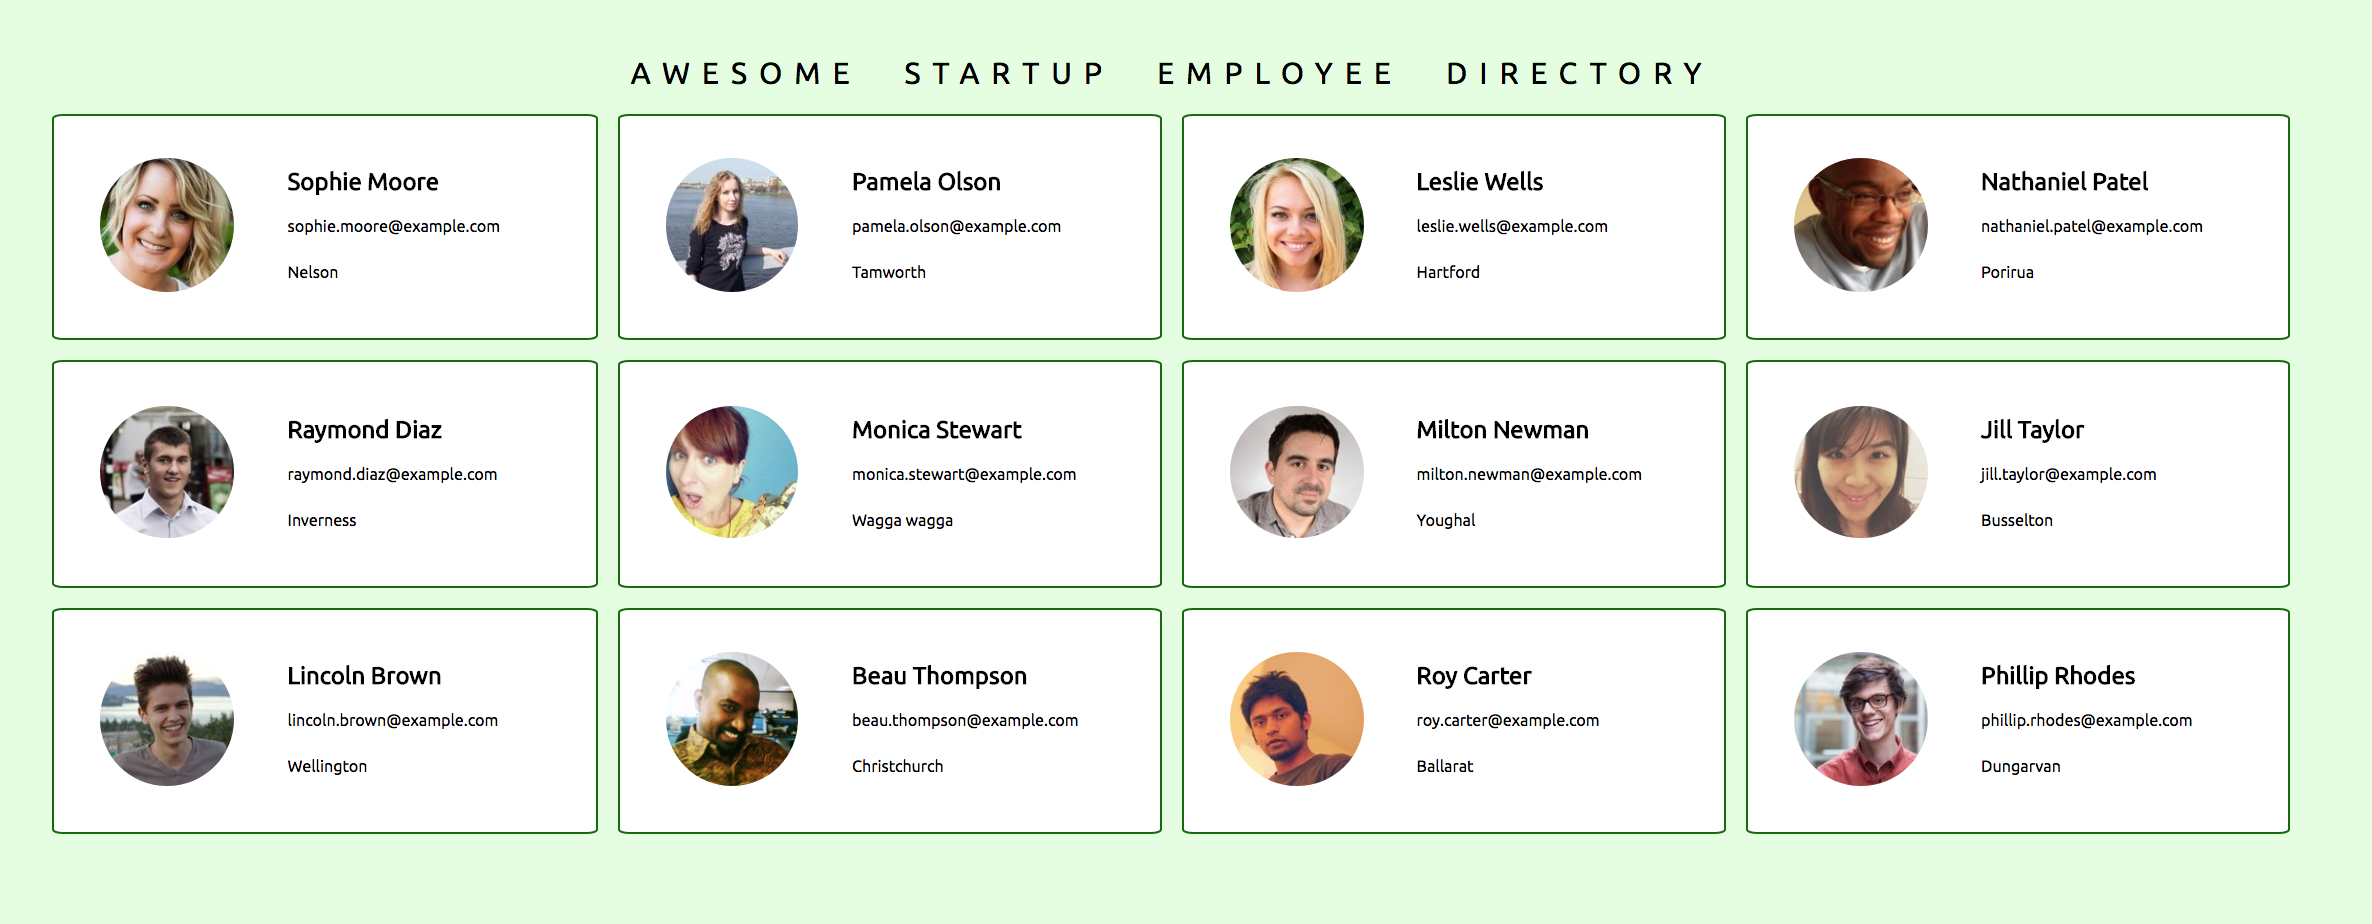 AWESOME STARTUP EMPLOYEE DIRECTORY
Sophie Moore
sophie.moore@example.com
Nelson
Pamela Olson
pamela.olson@example.com
Tamworth
Leslie Wells
leslie.wells@example.com
Hartford
Nathaniel Patel
nathaniel.patel@example.com
Porirua
Raymond Diaz
raymond.diaz@example.com
Inverness
Monica Stewart
monica.stewart@example.com
Wagga wagga
Milton Newman
milton.newman@example.com
Youghal
Jill Taylor
jill.taylor@example.com
Busselton
Lincoln Brown
lincoln.brown@example.com
Wellington
Beau Thompson
beau.thompson@example.com
Christchurch
Roy Carter
roy.carter@example.com
Ballarat
Phillip Rhodes
phillip.rhodes@example.com
Dungarvan